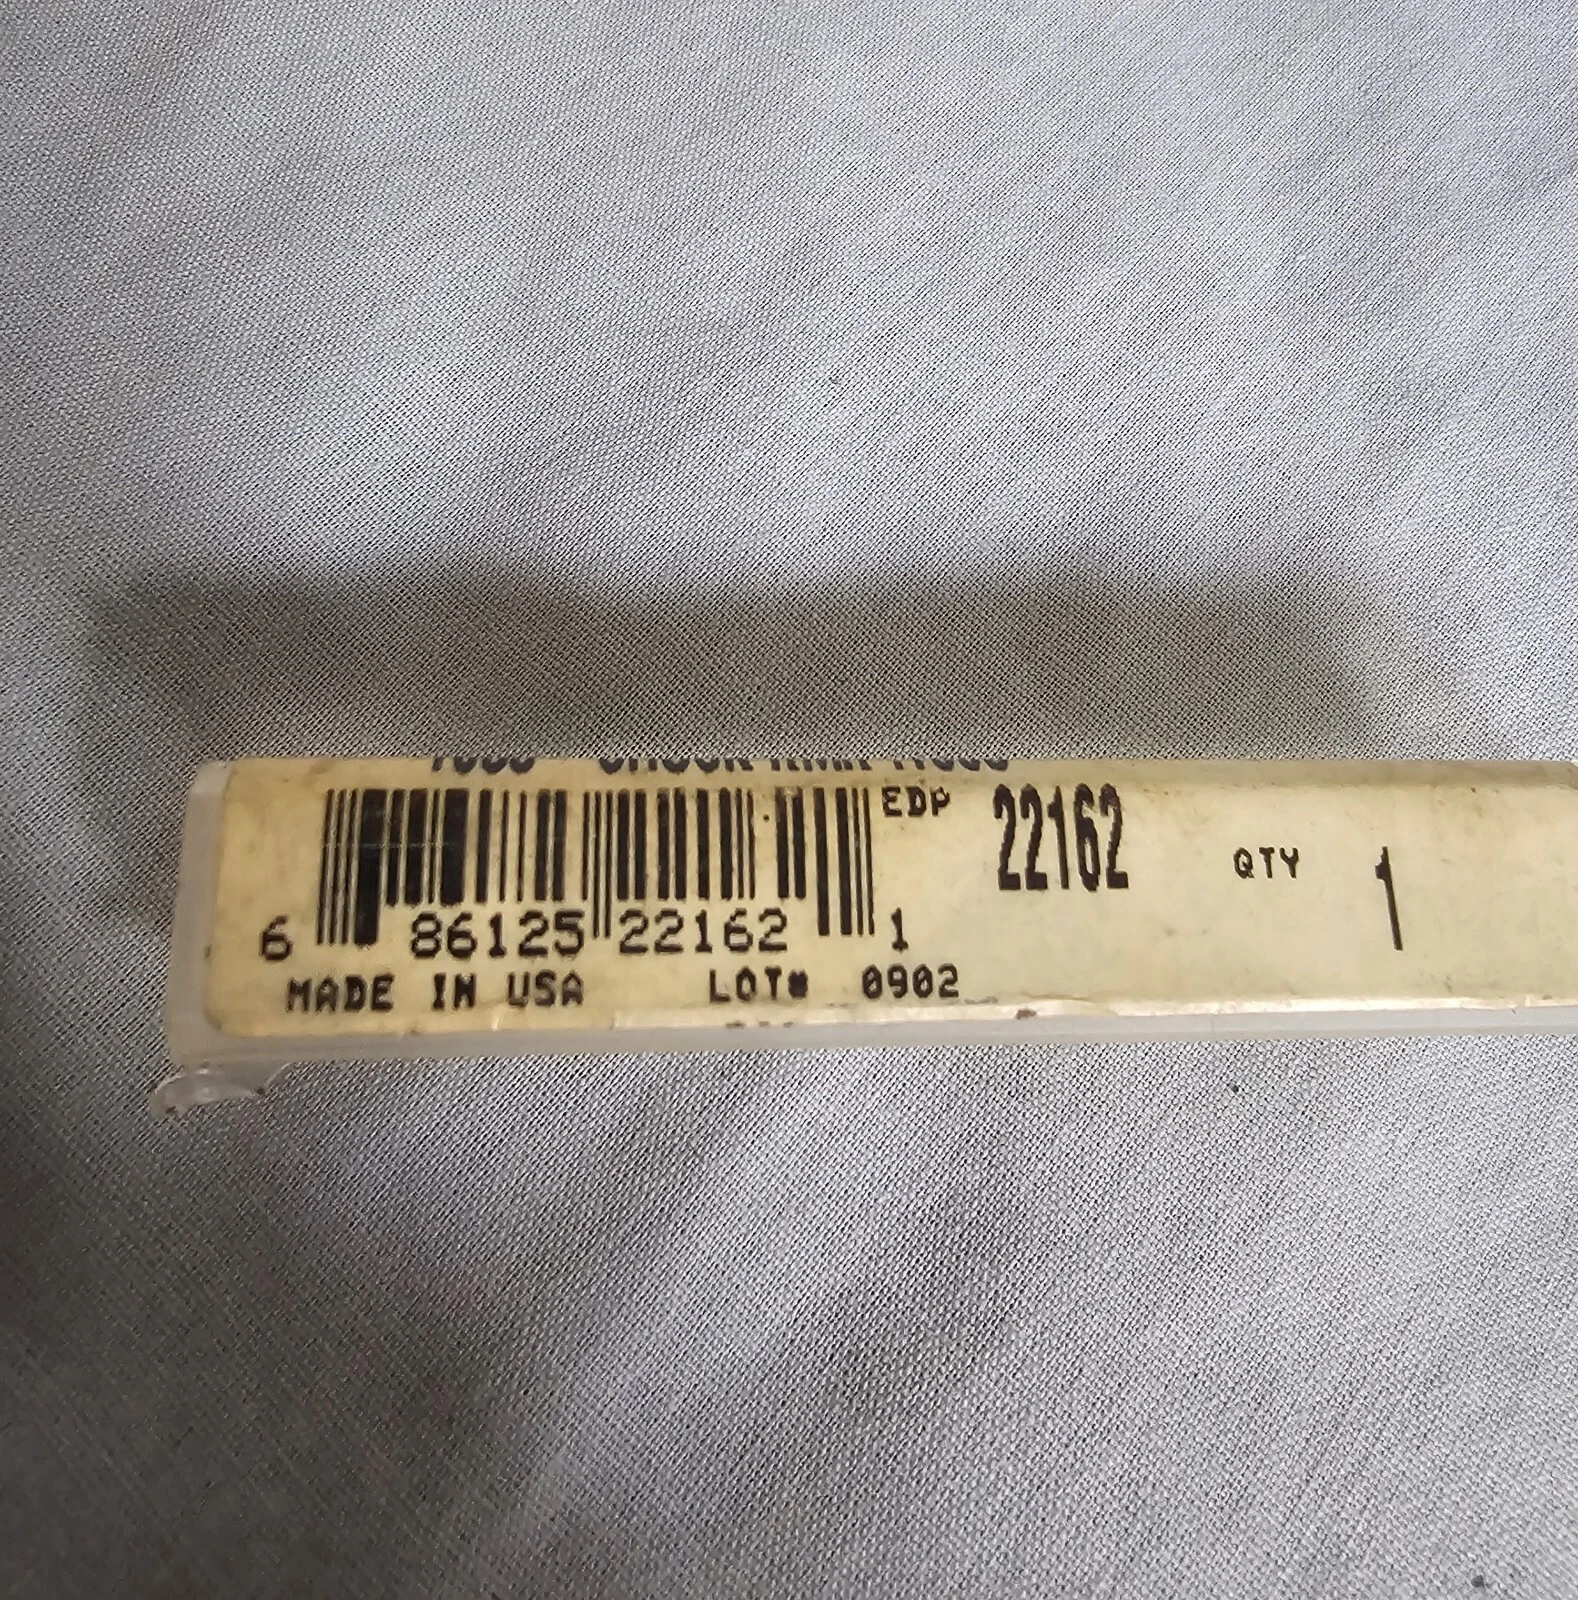 EDP 22162 QTY 1
6 86125 22162 1
MADE IN USA LOT# 0902